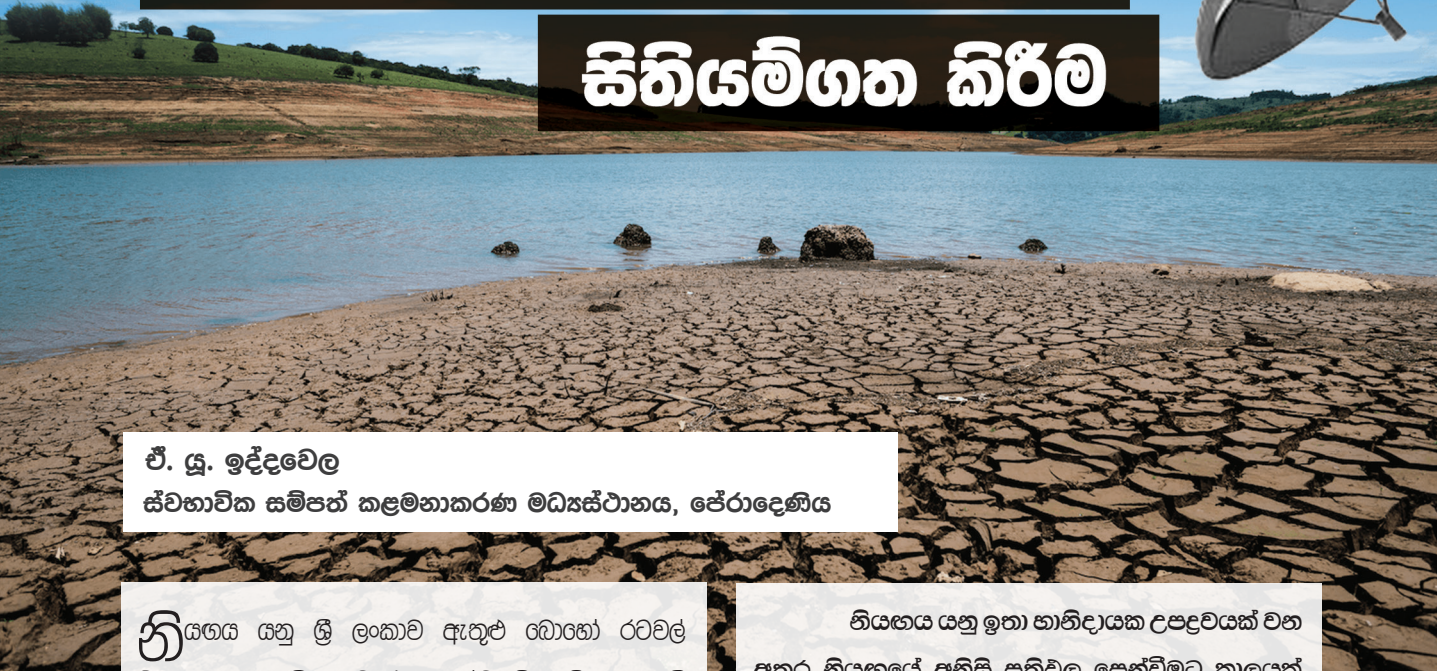 සිතියම්ගත කිරීම
ඒ. යූ. ඉද්දවෙල
ස්වභාවික සම්පත් කළමනාකරණ මධ්‍යස්ථානය, පේරාදෙණිය
නියඟය යනු ශ්‍රී ලංකාව ඇතුළු බොහෝ රටවල්
නියඟය යනු ඉතා හානිදායක උපද්‍රවයක් වන